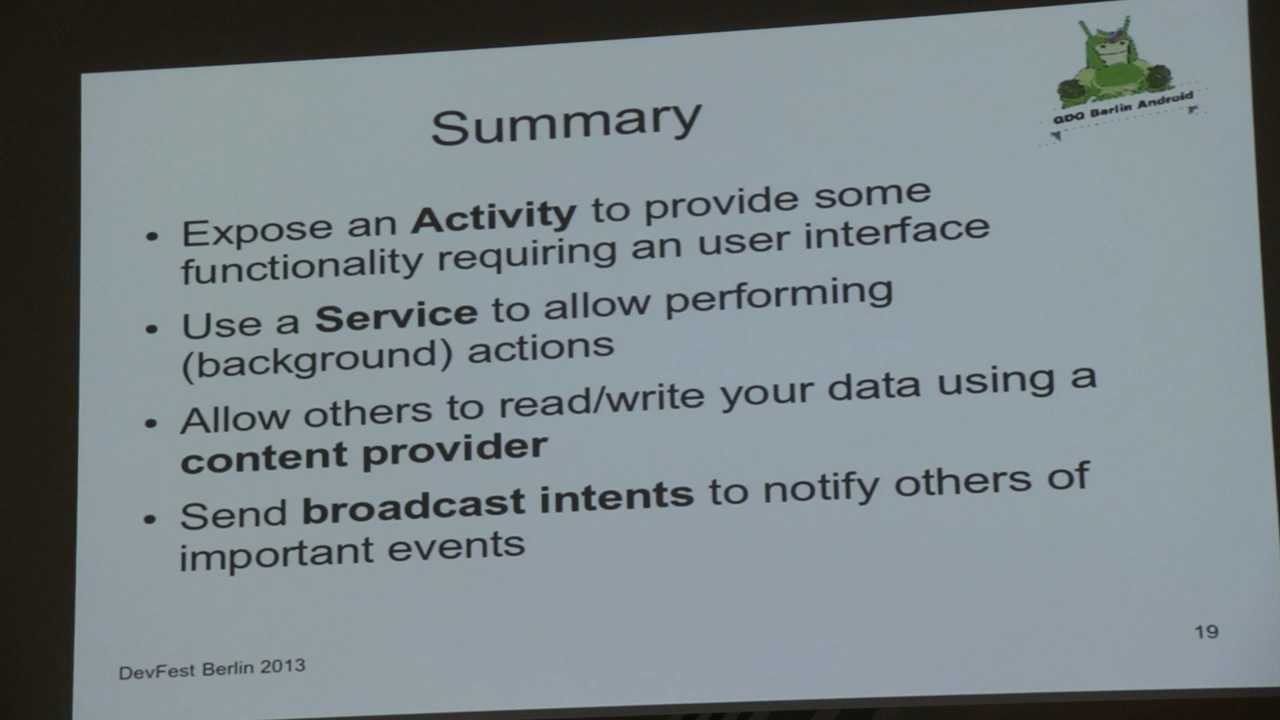 GDG Berlin Android
Summary
• Expose an Activity to provide some
functionality requiring an user interface
• Use a Service to allow performing
(background) actions
• Allow others to read/write your data using a
content provider
• Send broadcast intents to notify others of
important events
DevFest Berlin 2013
19